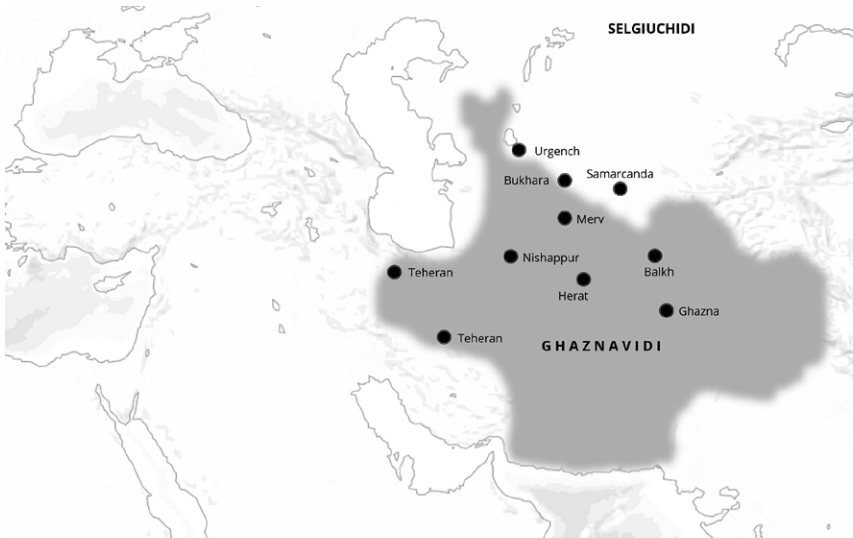 SELGIUCHIDI
Urgench
Bukhara
Samarcanda
Merv
Nishappur
Balkh
Teheran
Herat
Ghazna
Teheran
GHAZNAVIDI